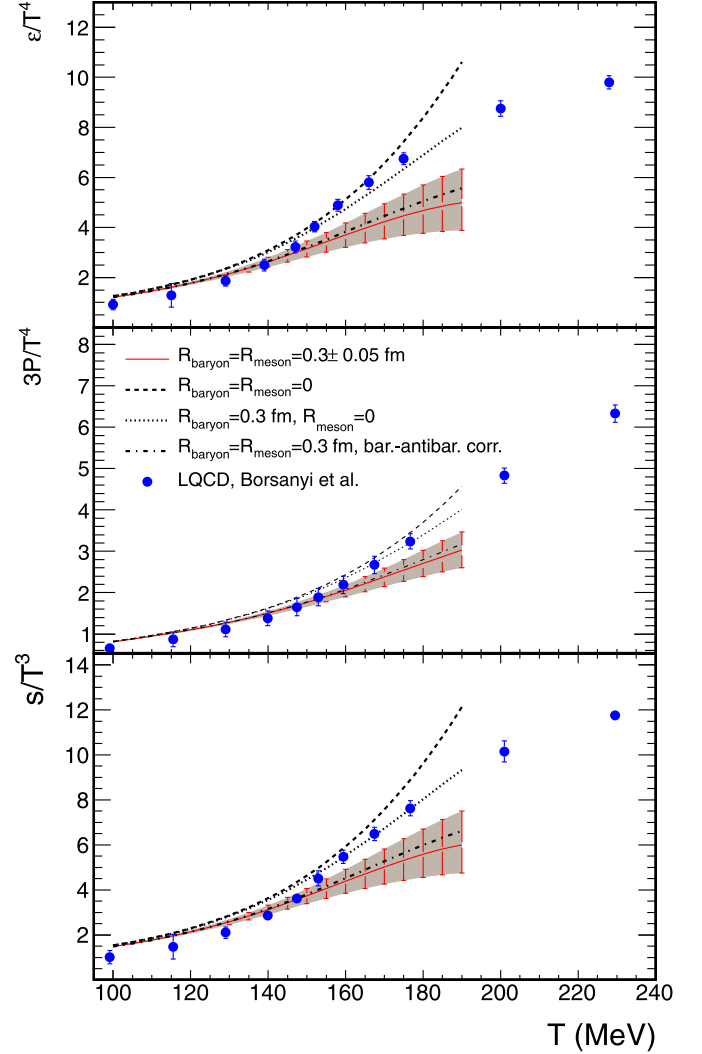 ε/T⁴
12
10
8
6
4
2
3P/T⁴
8
7
6
5
4
3
2
1
R_baryon=R_meson=0.3± 0.05 fm
R_baryon=R_meson=0
R_baryon=0.3 fm, R_meson=0
R_baryon=R_meson=0.3 fm, bar.-antibar. corr.
LQCD, Borsanyi et al.
s/T³
14
12
10
8
6
4
2
100 120 140 160 180 200 220 240
T (MeV)